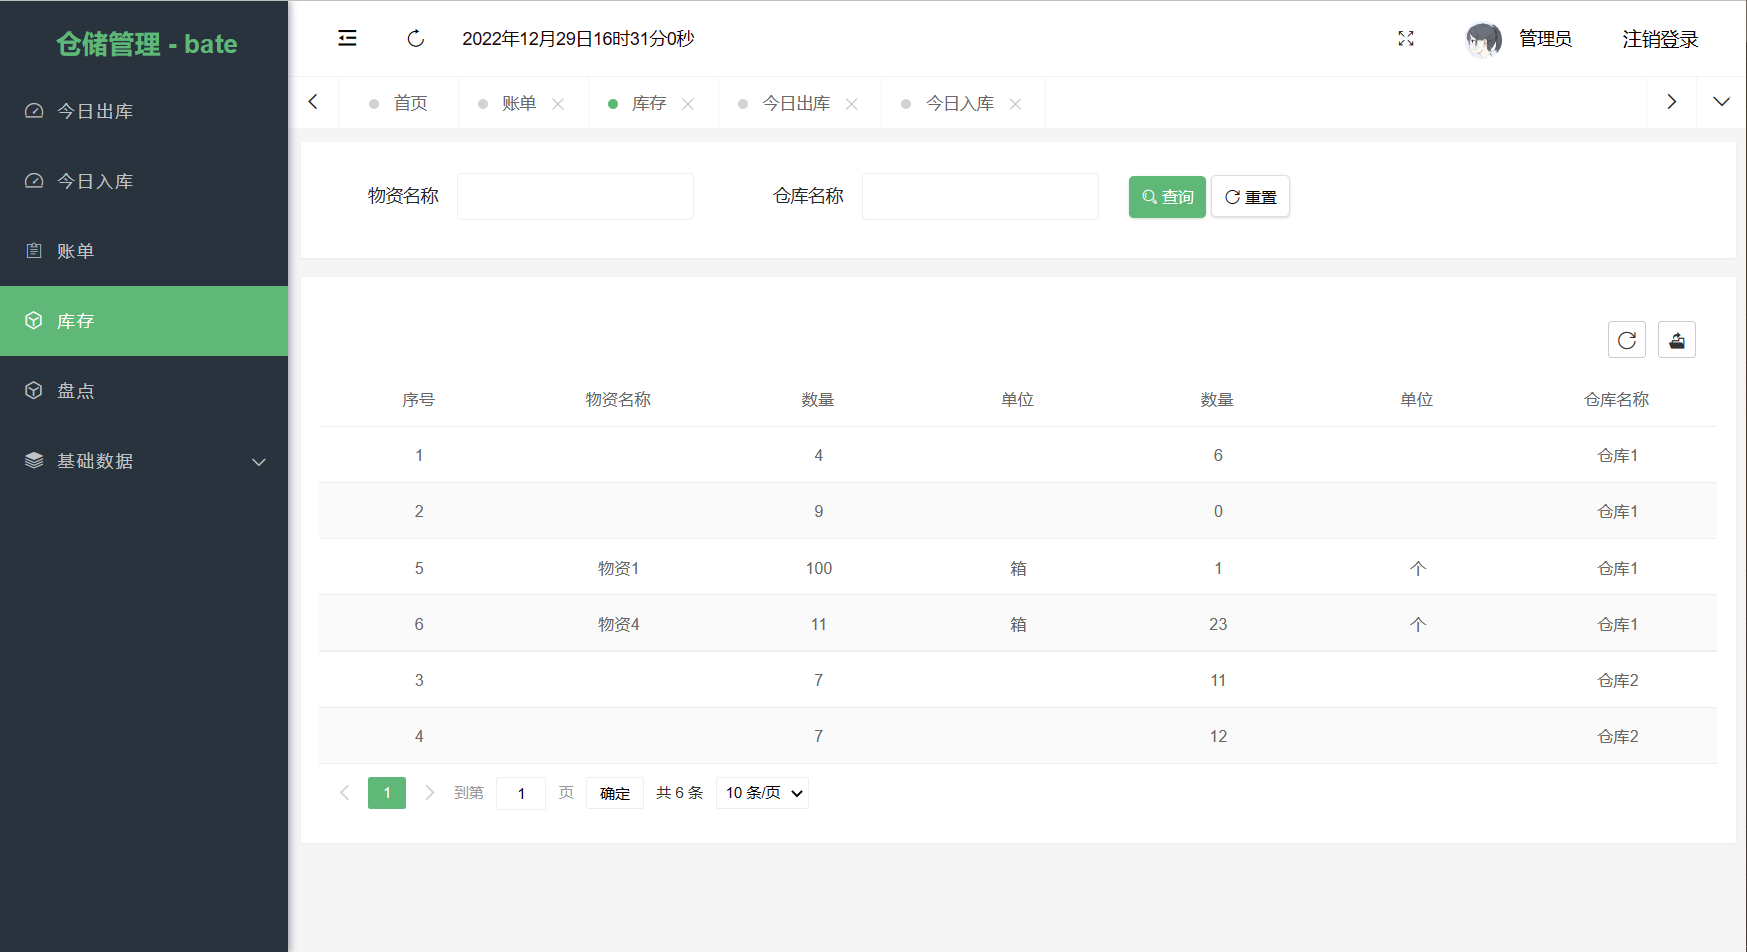 仓储管理 - bate
今日出库
今日入库
账单
库存
盘点
基础数据
2022年12月29日16时31分0秒
管理员
注销登录
首页 账单 库存 今日出库 今日入库
物资名称 仓库名称 查询 重置
序号 物资名称 数量 单位 数量 单位 仓库名称
1 4 6 仓库1
2 9 0 仓库1
5 物资1 100 箱 1 个 仓库1
6 物资4 11 箱 23 个 仓库1
3 7 11 仓库2
4 7 12 仓库2
1 到第 1 页 确定 共 6 条 10 条/页